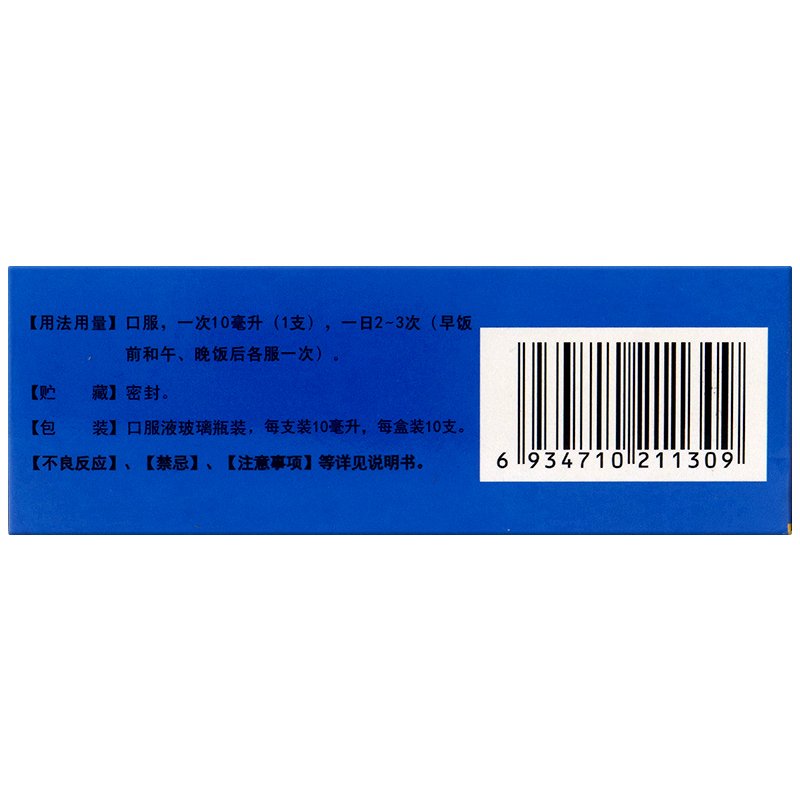 【用法用量】口服，一次10毫升（1支），一日2~3次（早饭
前和午、晚饭后各服一次）。
【贮　　藏】密封。
【包　　装】口服液玻璃瓶装，每支装10毫升，每盒装10支。
【不良反应】、【禁忌】、【注意事项】等详见说明书。
6 934710 211309